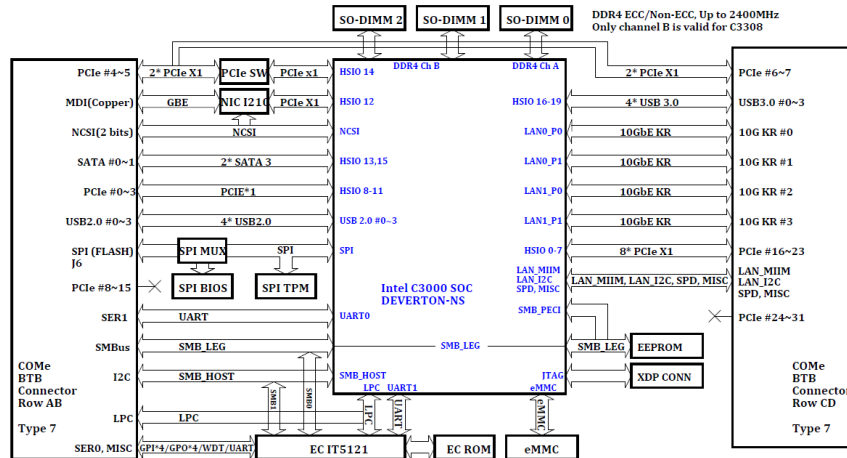 SO-DIMM 2
SO-DIMM 1
SO-DIMM 0
DDR4 ECC/Non-ECC, Up to 2400MHz
Only channel B is valid for C3308
PCIe #4~5
2* PCIe X1
PCIe SW
PCIe x1
HSIO 14
DDR4 Ch B
DDR4 Ch A
2* PCIe X1
PCIe #6~7
MDI(Copper)
GBE
NIC I210
PCIe X1
HSIO 12
HSIO 16-19
4* USB 3.0
USB3.0 #0~3
NCSI(2 bits)
NCSI
NCSI
LAN0_P0
10GbE KR
10G KR #0
SATA #0~1
2* SATA 3
HSIO 13,15
LAN0_P1
10GbE KR
10G KR #1
PCIe #0~3
PCIE*1
HSIO 8-11
LAN1_P0
10GbE KR
10G KR #2
USB2.0 #0~3
4* USB2.0
USB 2.0 #0~3
LAN1_P1
10GbE KR
10G KR #3
SPI (FLASH)
J6
SPI MUX
SPI
SPI
HSIO 0-7
8* PCIe X1
PCIe #16~23
SPI BIOS
SPI TPM
PCIe #8~15
Intel C3000 SOC
DEVERTON-NS
LAN_MIIM
LAN_I2C
SPD, MISC
LAN_MIIM, LAN_I2C, SPD, MISC
LAN_MIIM
LAN_I2C
SPD, MISC
SER1
UART
UART0
SMB_PECI
PCIe #24~31
SMBus
SMB_LEG
SMB_LEG
SMB_LEG
EEPROM
I2C
SMB_HOST
SMB_HOST
JTAG
XDP CONN
COMe
BTB
Connector
Row AB
Type 7
SMB1
SMB0
LPC
UART1
eMMC
COMe
BTB
Connector
Row CD
Type 7
LPC
LPC
LPC
UART
eMMC
SER0, MISC
GPI*4/GPO*4/WDT/UART
EC IT5121
EC ROM
eMMC